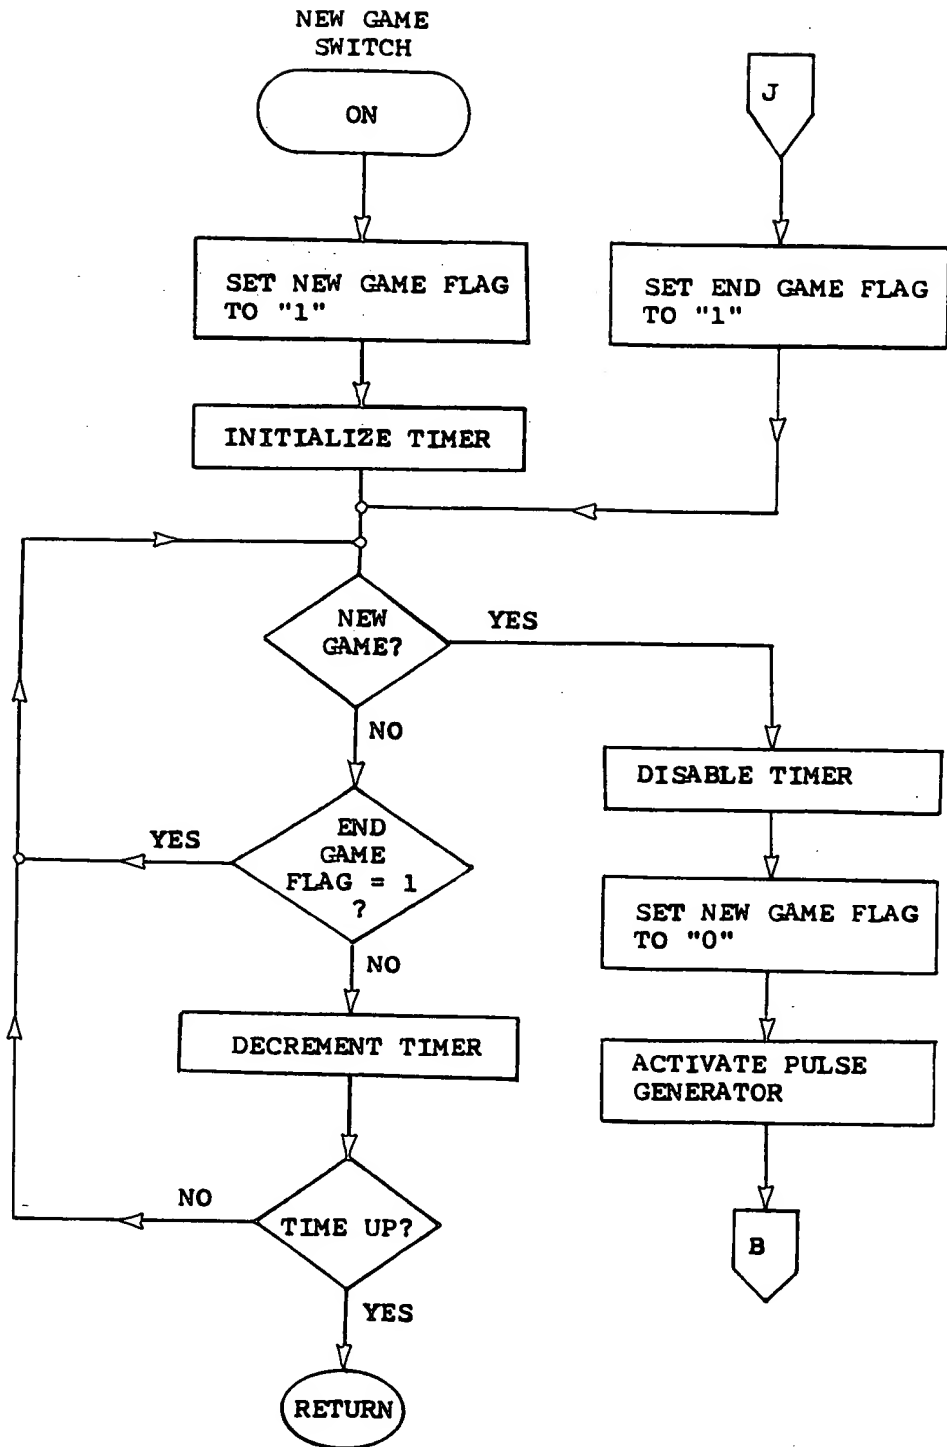 NEW GAME
SWITCH
ON
J
SET NEW GAME FLAG
TO "1"
SET END GAME FLAG
TO "1"
INITIALIZE TIMER
NEW
GAME?
YES
NO
DISABLE TIMER
END
GAME
FLAG = 1
?
YES
NO
SET NEW GAME FLAG
TO "0"
DECREMENT TIMER
ACTIVATE PULSE
GENERATOR
TIME UP?
NO
YES
B
RETURN